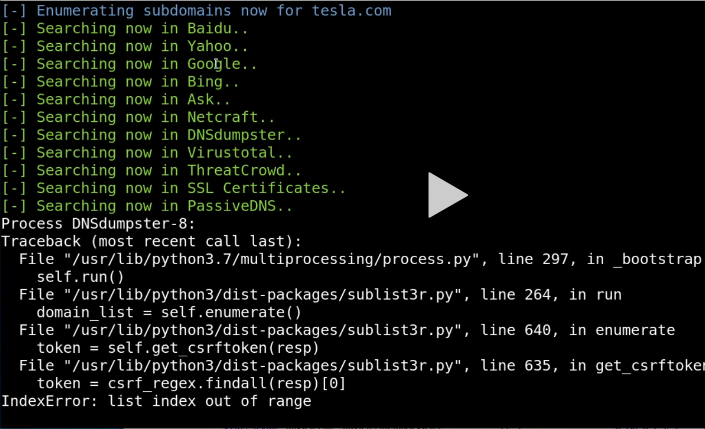 [-] Enumerating subdomains now for tesla.com
[-] Searching now in Baidu..
[-] Searching now in Yahoo..
[-] Searching now in Google..
[-] Searching now in Bing..
[-] Searching now in Ask..
[-] Searching now in Netcraft..
[-] Searching now in DNSdumpster..
[-] Searching now in Virustotal..
[-] Searching now in ThreatCrowd..
[-] Searching now in SSL Certificates..
[-] Searching now in PassiveDNS..
Process DNSdumpster-8:
Traceback (most recent call last):
  File "/usr/lib/python3.7/multiprocessing/process.py", line 297, in _bootstrap
    self.run()
  File "/usr/lib/python3/dist-packages/sublist3r.py", line 264, in run
    domain_list = self.enumerate()
  File "/usr/lib/python3/dist-packages/sublist3r.py", line 640, in enumerate
    token = self.get_csrftoken(resp)
  File "/usr/lib/python3/dist-packages/sublist3r.py", line 635, in get_csrftoken
    token = csrf_regex.findall(resp)[0]
IndexError: list index out of range